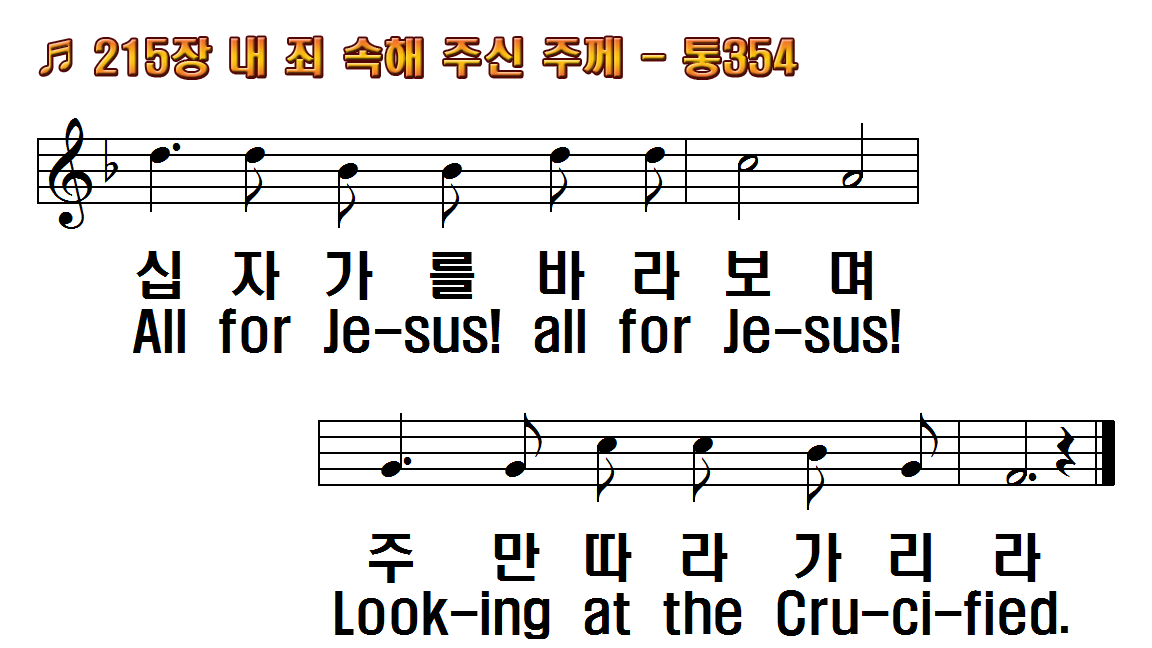 ♬ 215장 내 죄 속해 주신 주께 - 통354
십 자 가 를 바 라 보 며
All for Je-sus! all for Je-sus!
주 만 따 라 가 리 라
Look-ing at the Cru-ci-fied.